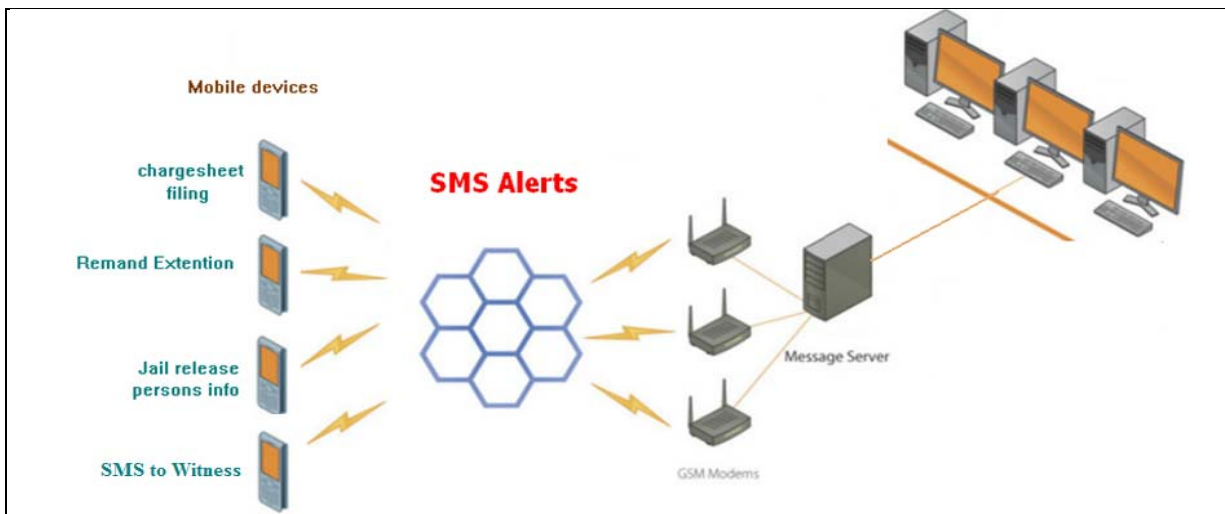 Mobile devices
chargesheet
filing
SMS Alerts
Remand Extention
Jail release
persons info
Message Server
SMS to Witness
GSM Modems